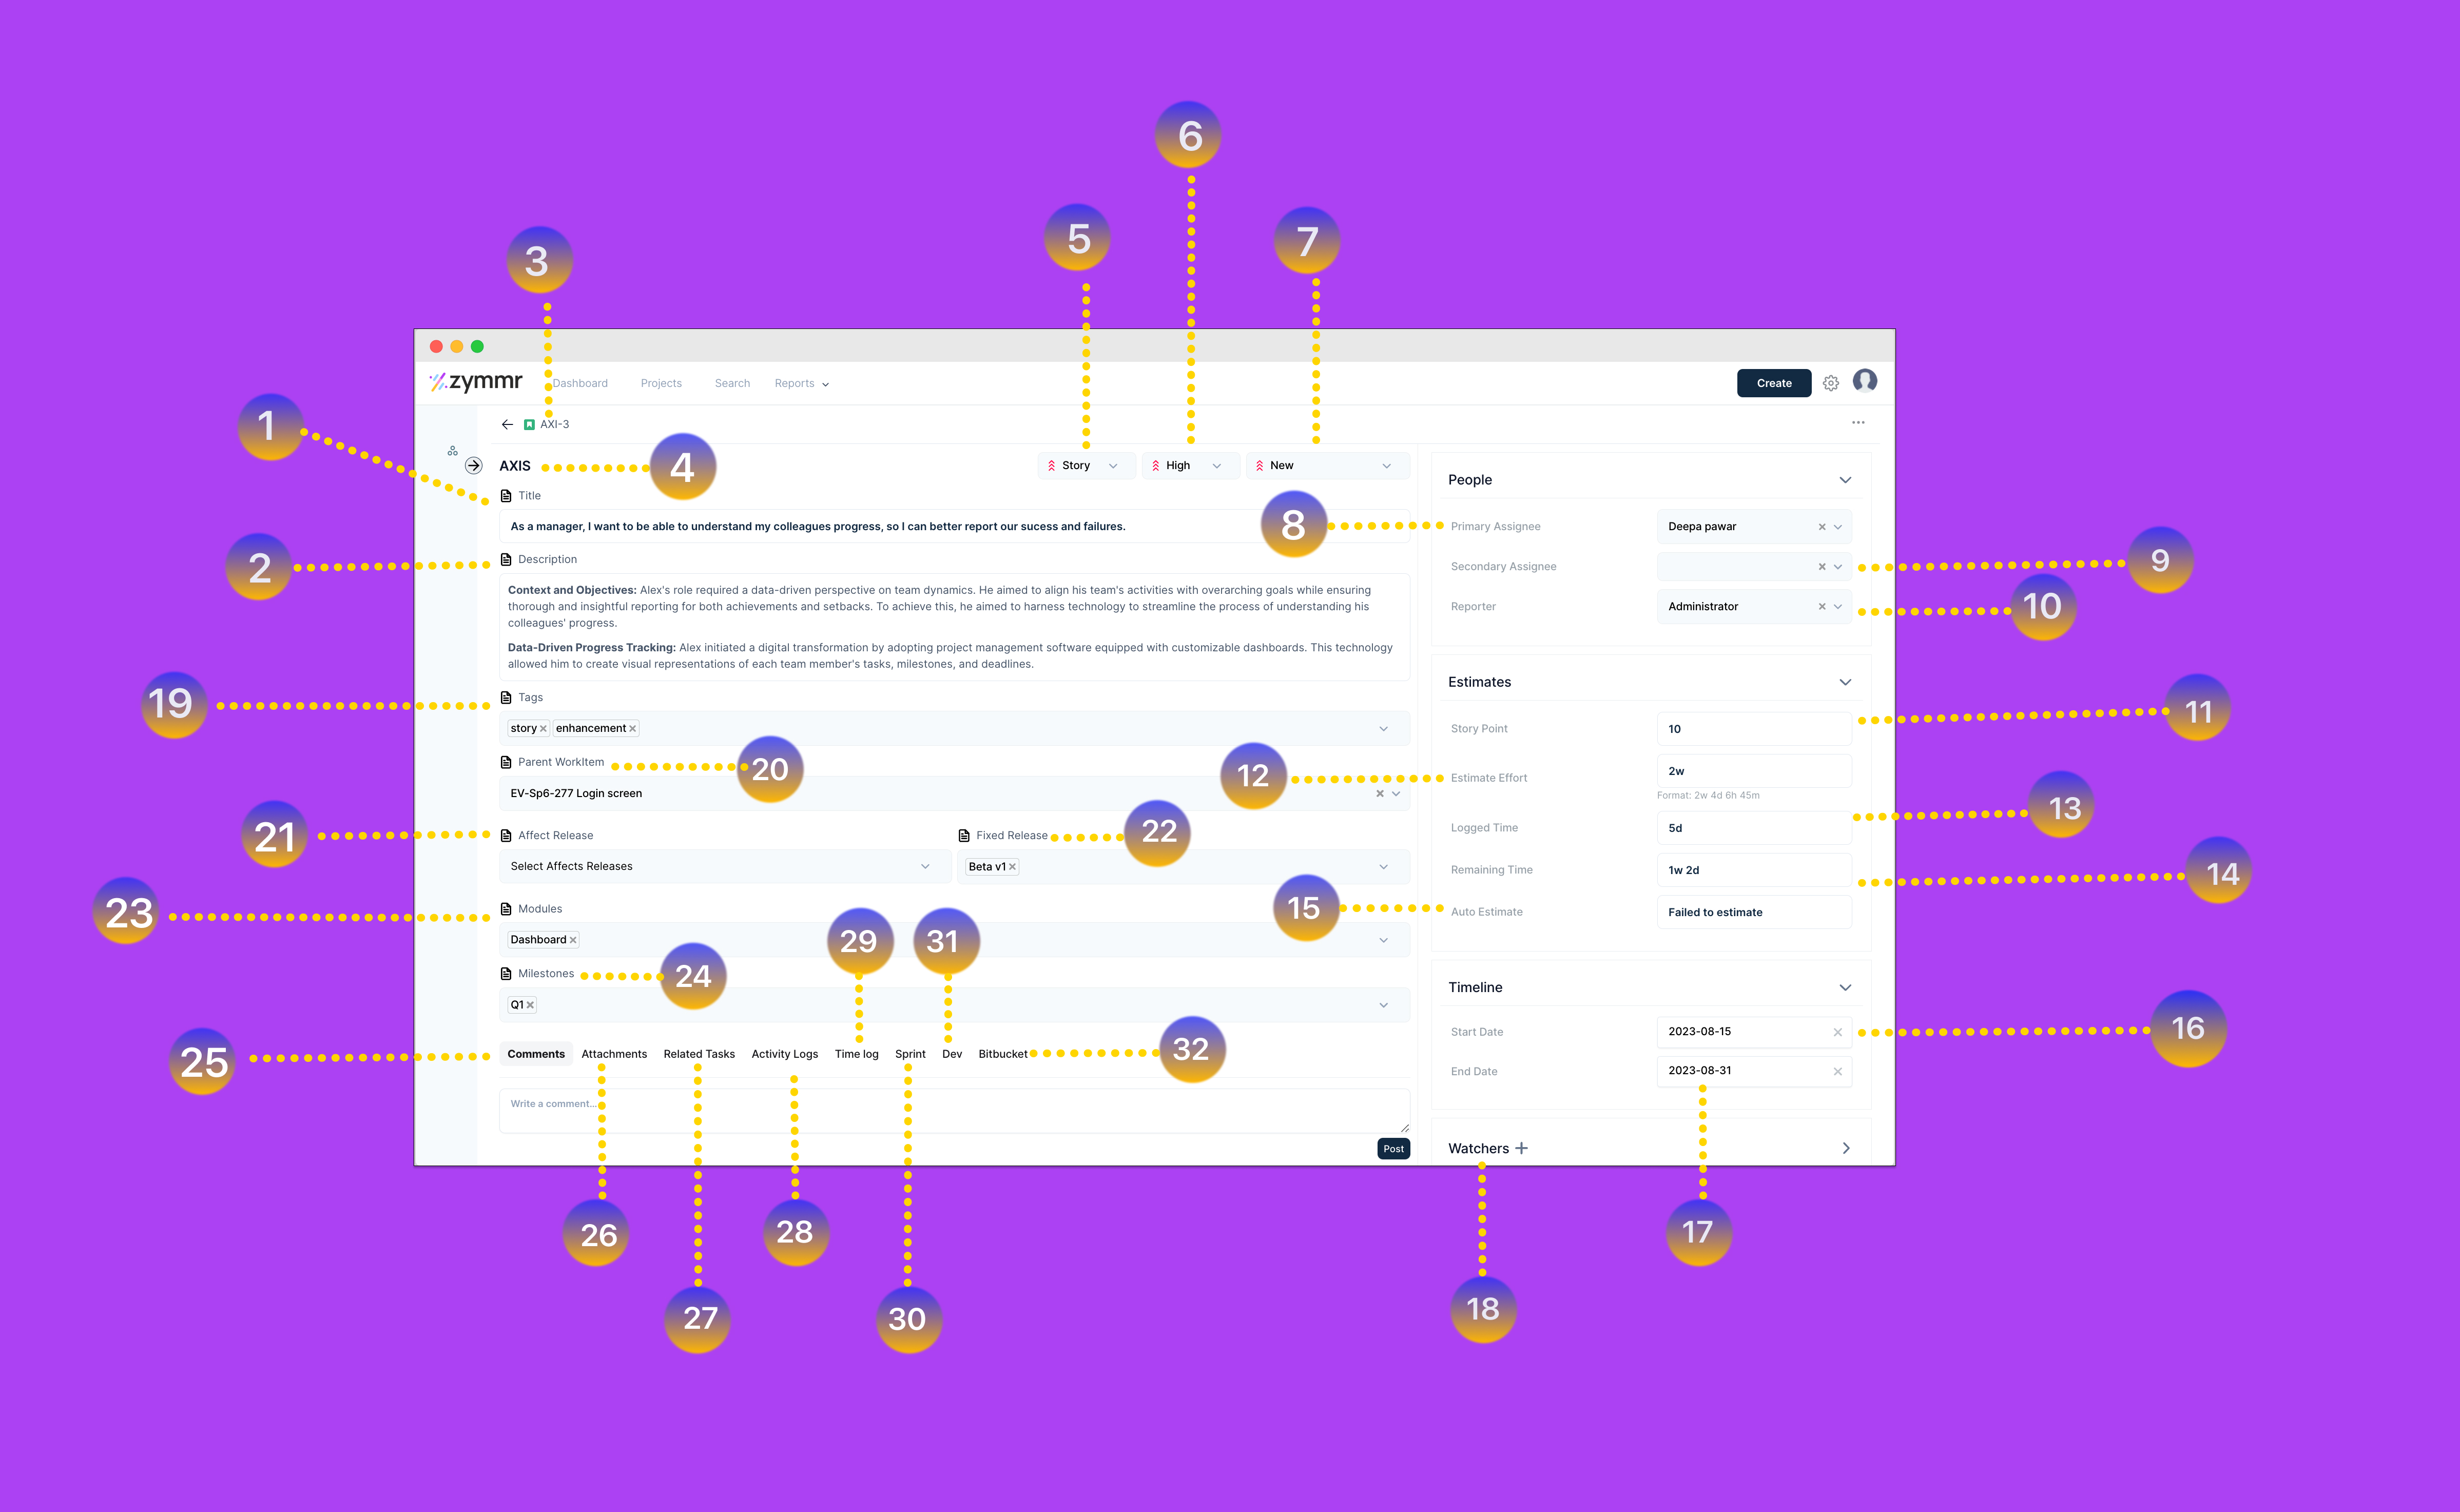 6
5
7
3
zymmr
Dashboard
Projects
Search
Reports
Create
1
AXI-3
AXIS
4
Story
High
New
People
Title
As a manager, I want to be able to understand my colleagues progress, so I can better report our sucess and failures.
8
Primary Assignee
Deepa pawar
2
Description
Secondary Assignee
9
Context and Objectives: Alex's role required a data-driven perspective on team dynamics. He aimed to align his team's activities with overarching goals while ensuring
thorough and insightful reporting for both achievements and setbacks. To achieve this, he aimed to harness technology to streamline the process of understanding his
colleagues' progress.
Reporter
Administrator
10
Data-Driven Progress Tracking: Alex initiated a digital transformation by adopting project management software equipped with customizable dashboards. This technology
allowed him to create visual representations of each team member's tasks, milestones, and deadlines.
Estimates
19
Tags
11
story
enhancement
Story Point
10
Parent WorkItem
20
12
Estimate Effort
2w
Format: 2w 4d 6h 45m
EV-Sp6-277 Login screen
13
21
Affect Release
Fixed Release
22
Logged Time
5d
Select Affects Releases
Beta v1
Remaining Time
1w 2d
14
23
Modules
15
Auto Estimate
Failed to estimate
Dashboard
29
31
Milestones
24
Timeline
Q1
Start Date
2023-08-15
16
25
Comments
Attachments
Related Tasks
Activity Logs
Time log
Sprint
Dev
Bitbucket
32
End Date
2023-08-31
Write a comment...
Post
Watchers
26
28
17
27
30
18